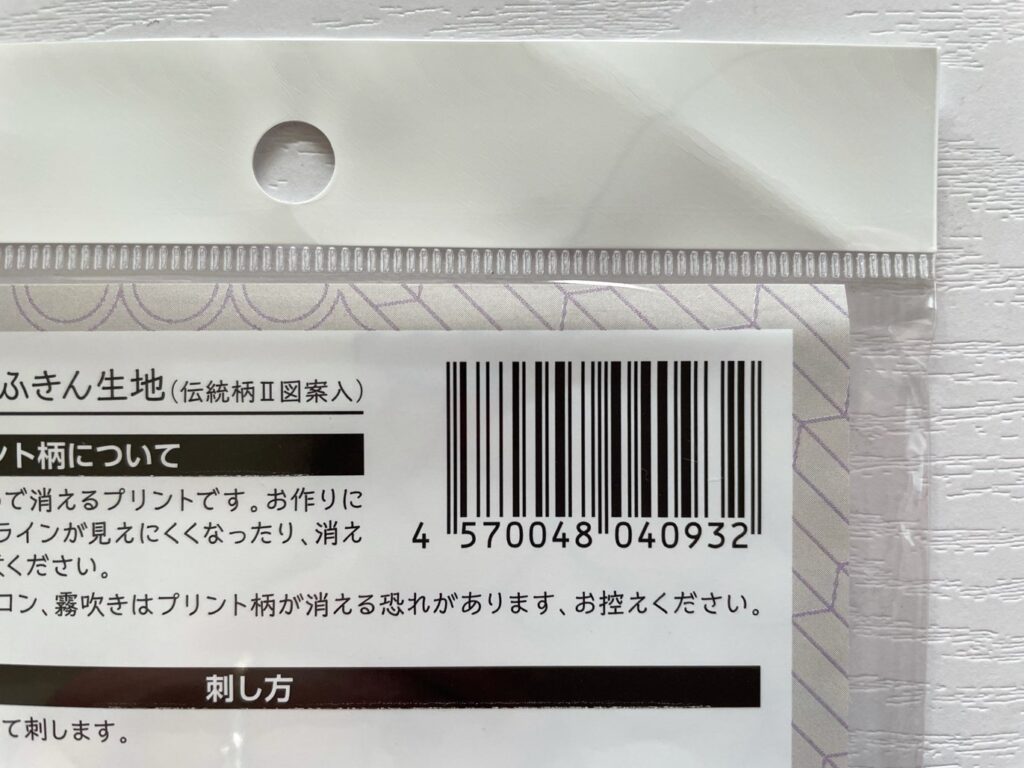 ふきん生地(伝統柄Ⅱ図案入)
ント柄について
で消えるプリントです。お作りに
ラインが見えにくくなったり、消え
ください。
コン、霧吹きはプリント柄が消える恐れがあります、お控えください。
4 570048 040932
刺し方
て刺します。